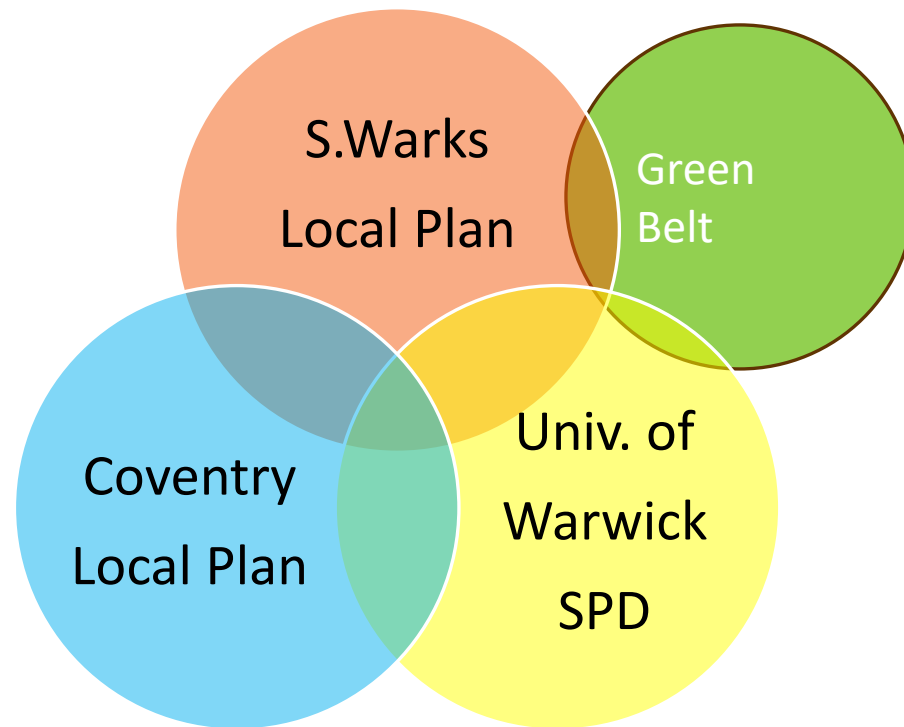 S.Warks
Local Plan
Green
Belt
Coventry
Local Plan
Univ. of
Warwick
SPD